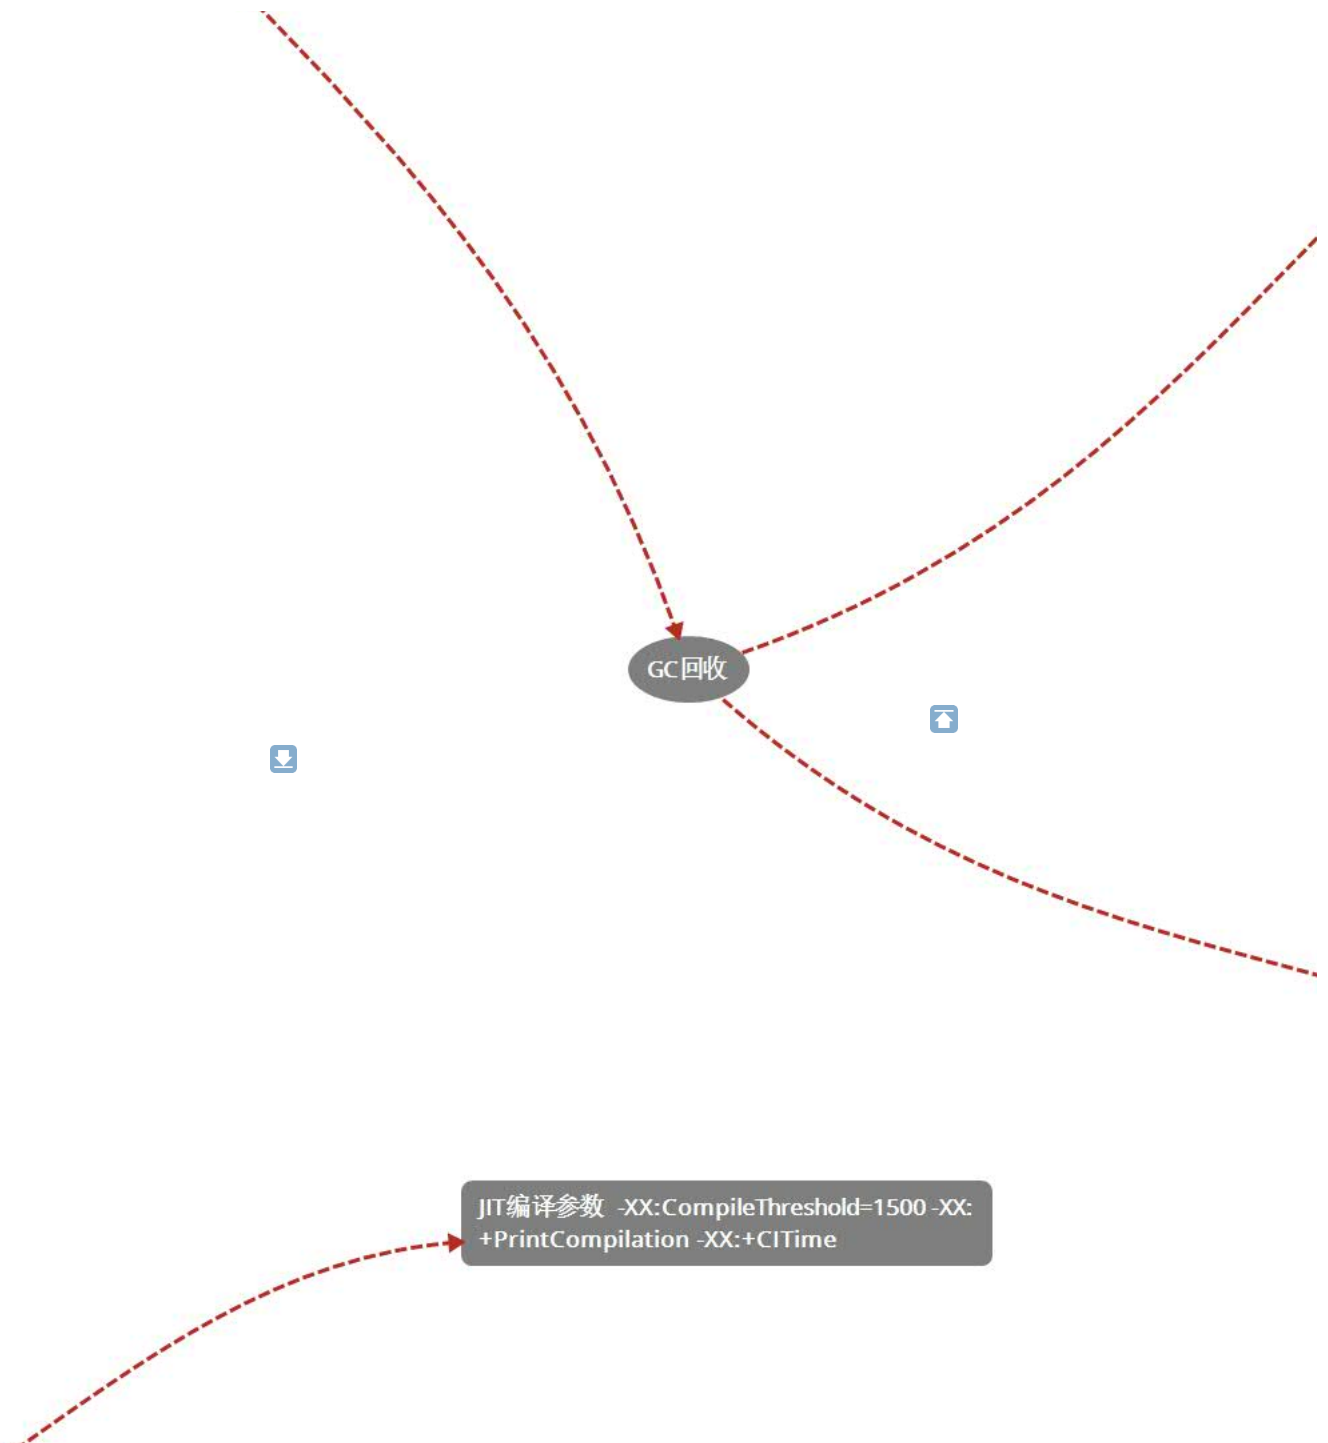 GC回收
JIT编译参数 -XX:CompileThreshold=1500 -XX:
+PrintCompilation -XX:+CITime